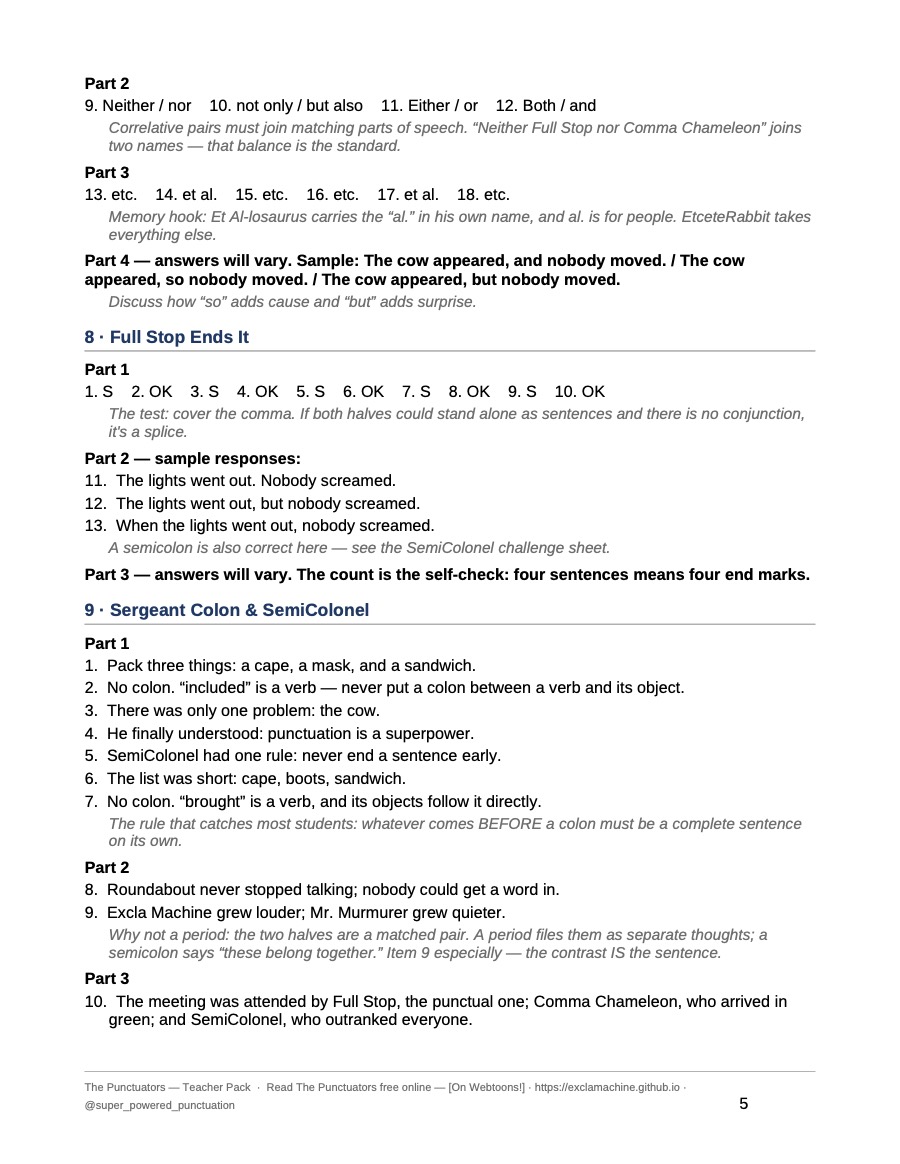 Part 2
9. Neither / nor    10. not only / but also    11. Either / or    12. Both / and
Correlative pairs must join matching parts of speech. “Neither Full Stop nor Comma Chameleon” joins
two names — that balance is the standard.
Part 3
13. etc.    14. et al.    15. etc.    16. etc.    17. et al.    18. etc.
Memory hook: Et Al-losaurus carries the “al.” in his own name, and al. is for people. EtceteRabbit takes
everything else.
Part 4 — answers will vary. Sample: The cow appeared, and nobody moved. / The cow
appeared, so nobody moved. / The cow appeared, but nobody moved.
Discuss how “so” adds cause and “but” adds surprise.
8 · Full Stop Ends It
Part 1
1. S    2. OK    3. S    4. OK    5. S    6. OK    7. S    8. OK    9. S    10. OK
The test: cover the comma. If both halves could stand alone as sentences and there is no conjunction,
it's a splice.
Part 2 — sample responses:
11.  The lights went out. Nobody screamed.
12.  The lights went out, but nobody screamed.
13.  When the lights went out, nobody screamed.
A semicolon is also correct here — see the SemiColonel challenge sheet.
Part 3 — answers will vary. The count is the self-check: four sentences means four end marks.
9 · Sergeant Colon & SemiColonel
Part 1
1.  Pack three things: a cape, a mask, and a sandwich.
2.  No colon. “included” is a verb — never put a colon between a verb and its object.
3.  There was only one problem: the cow.
4.  He finally understood: punctuation is a superpower.
5.  SemiColonel had one rule: never end a sentence early.
6.  The list was short: cape, boots, sandwich.
7.  No colon. “brought” is a verb, and its objects follow it directly.
The rule that catches most students: whatever comes BEFORE a colon must be a complete sentence
on its own.
Part 2
8.  Roundabout never stopped talking; nobody could get a word in.
9.  Excla Machine grew louder; Mr. Murmurer grew quieter.
Why not a period: the two halves are a matched pair. A period files them as separate thoughts; a
semicolon says “these belong together.” Item 9 especially — the contrast IS the sentence.
Part 3
10.  The meeting was attended by Full Stop, the punctual one; Comma Chameleon, who arrived in
green; and SemiColonel, who outranked everyone.
The Punctuators — Teacher Pack  ·  Read The Punctuators free online — [On Webtoons!] · https://exclamachine.github.io ·
@super_powered_punctuation    5